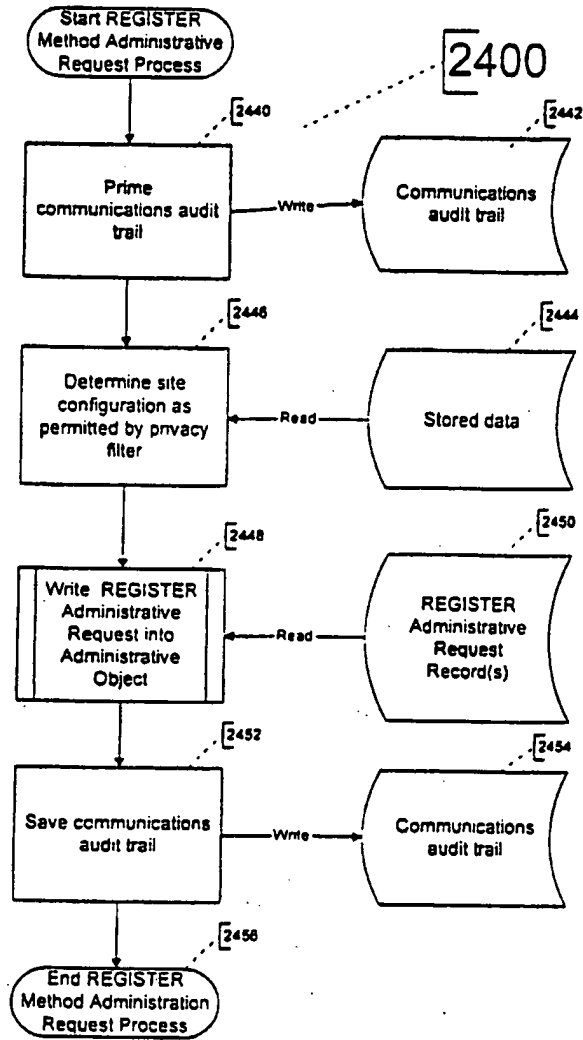 Start REGISTER
Method Administrative
Request Process
2400
2440
2442
Prime
communications audit
trail
Write
Communications
audit trail
2446
2444
Determine site
configuration as
permitted by privacy
filter
Read
Stored data
2448
2450
Write REGISTER
Administrative
Request into
Administrative
Object
Read
REGISTER
Administrative
Request
Record(s)
2452
2454
Save communications
audit trail
Write
Communications
audit trail
2456
End REGISTER
Method Administration
Request Process